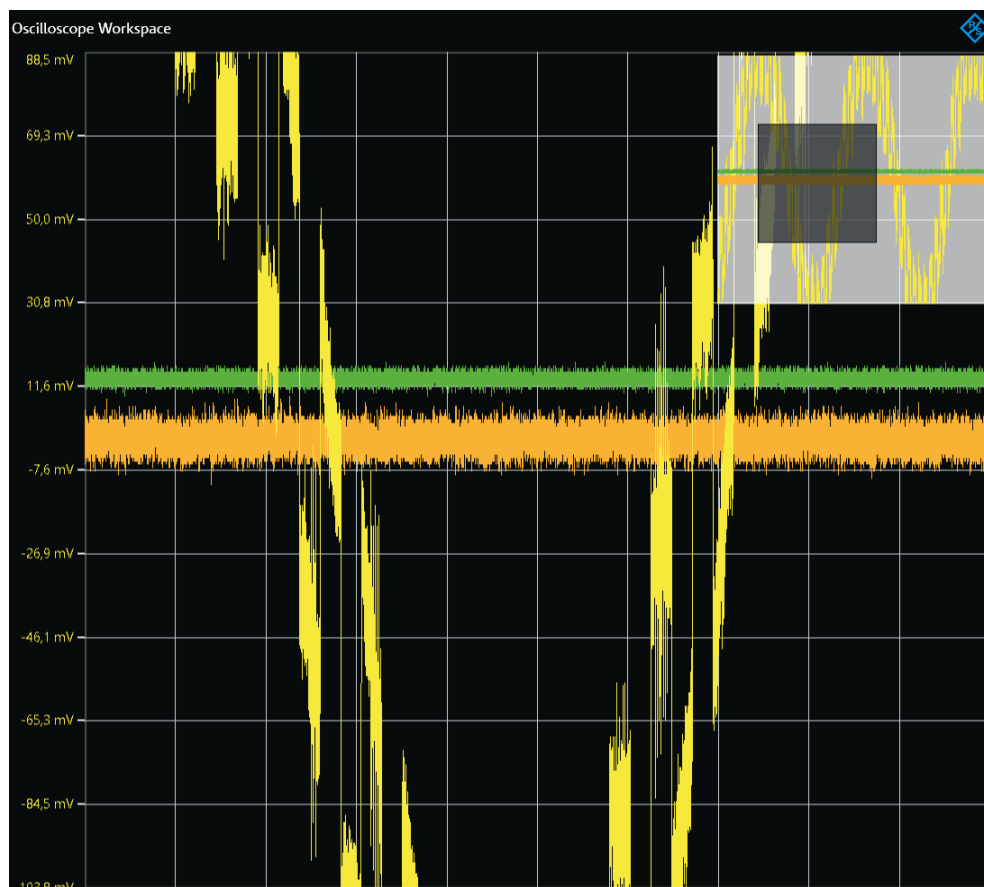 Oscilloscope Workspace
88,5 mV
69,3 mV
50,0 mV
30,8 mV
11,6 mV
-7,6 mV
-26,9 mV
-46,1 mV
-65,3 mV
-84,5 mV